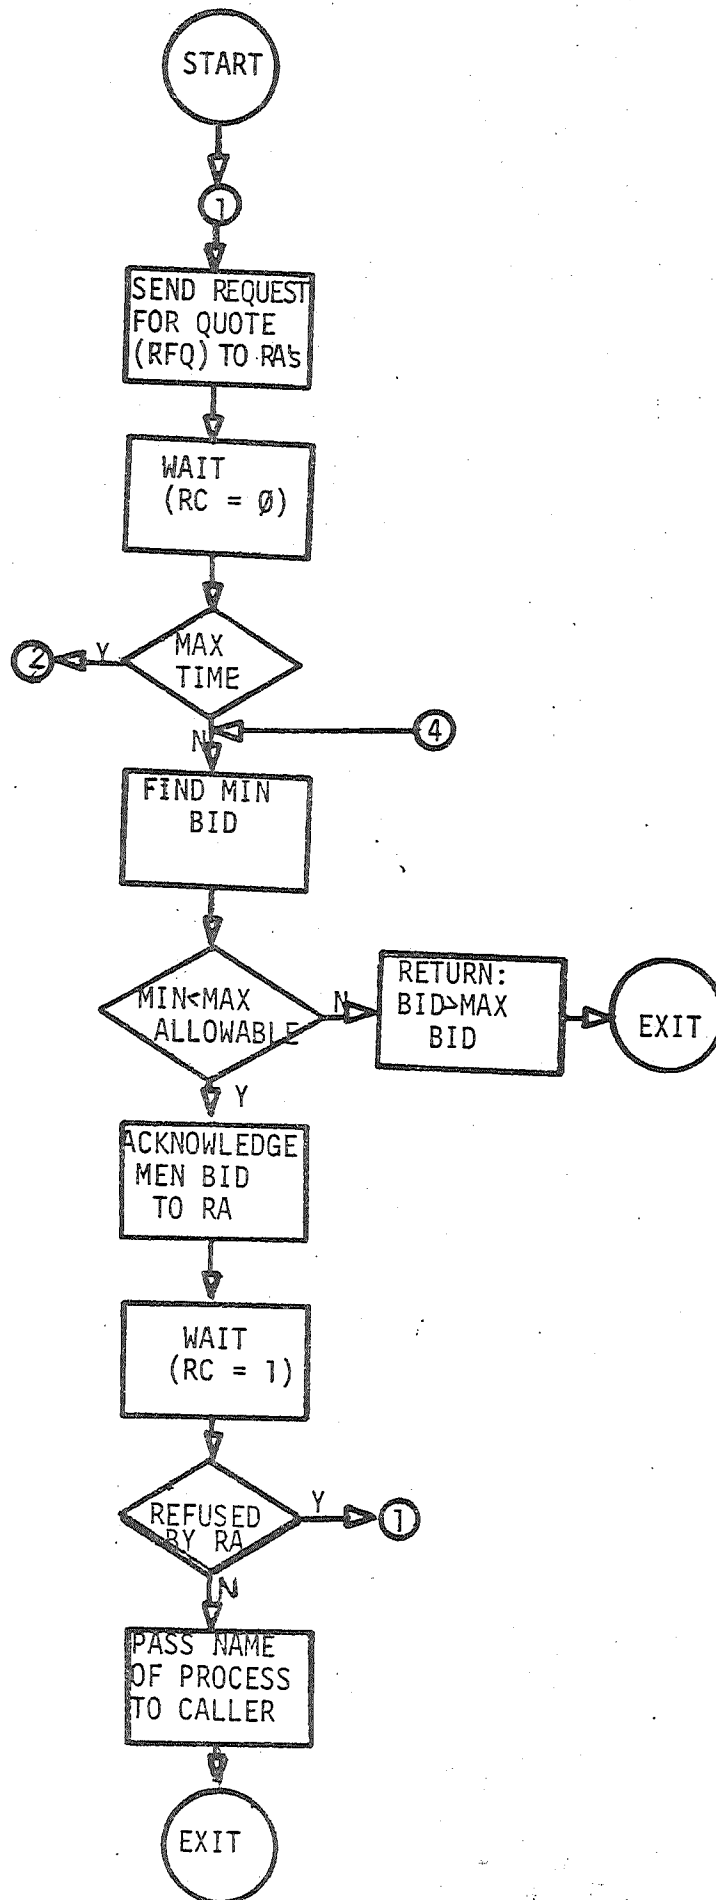 START
1
SEND REQUEST
FOR QUOTE
(RFQ) TO RA's
WAIT
(RC = Ø)
MAX
TIME
Y
2
4
N
FIND MIN
BID
MIN<MAX
ALLOWABLE
N
RETURN:
BID>MAX
BID
EXIT
Y
ACKNOWLEDGE
MEN BID
TO RA
WAIT
(RC = 1)
REFUSED
BY RA
Y
1
N
PASS NAME
OF PROCESS
TO CALLER
EXIT